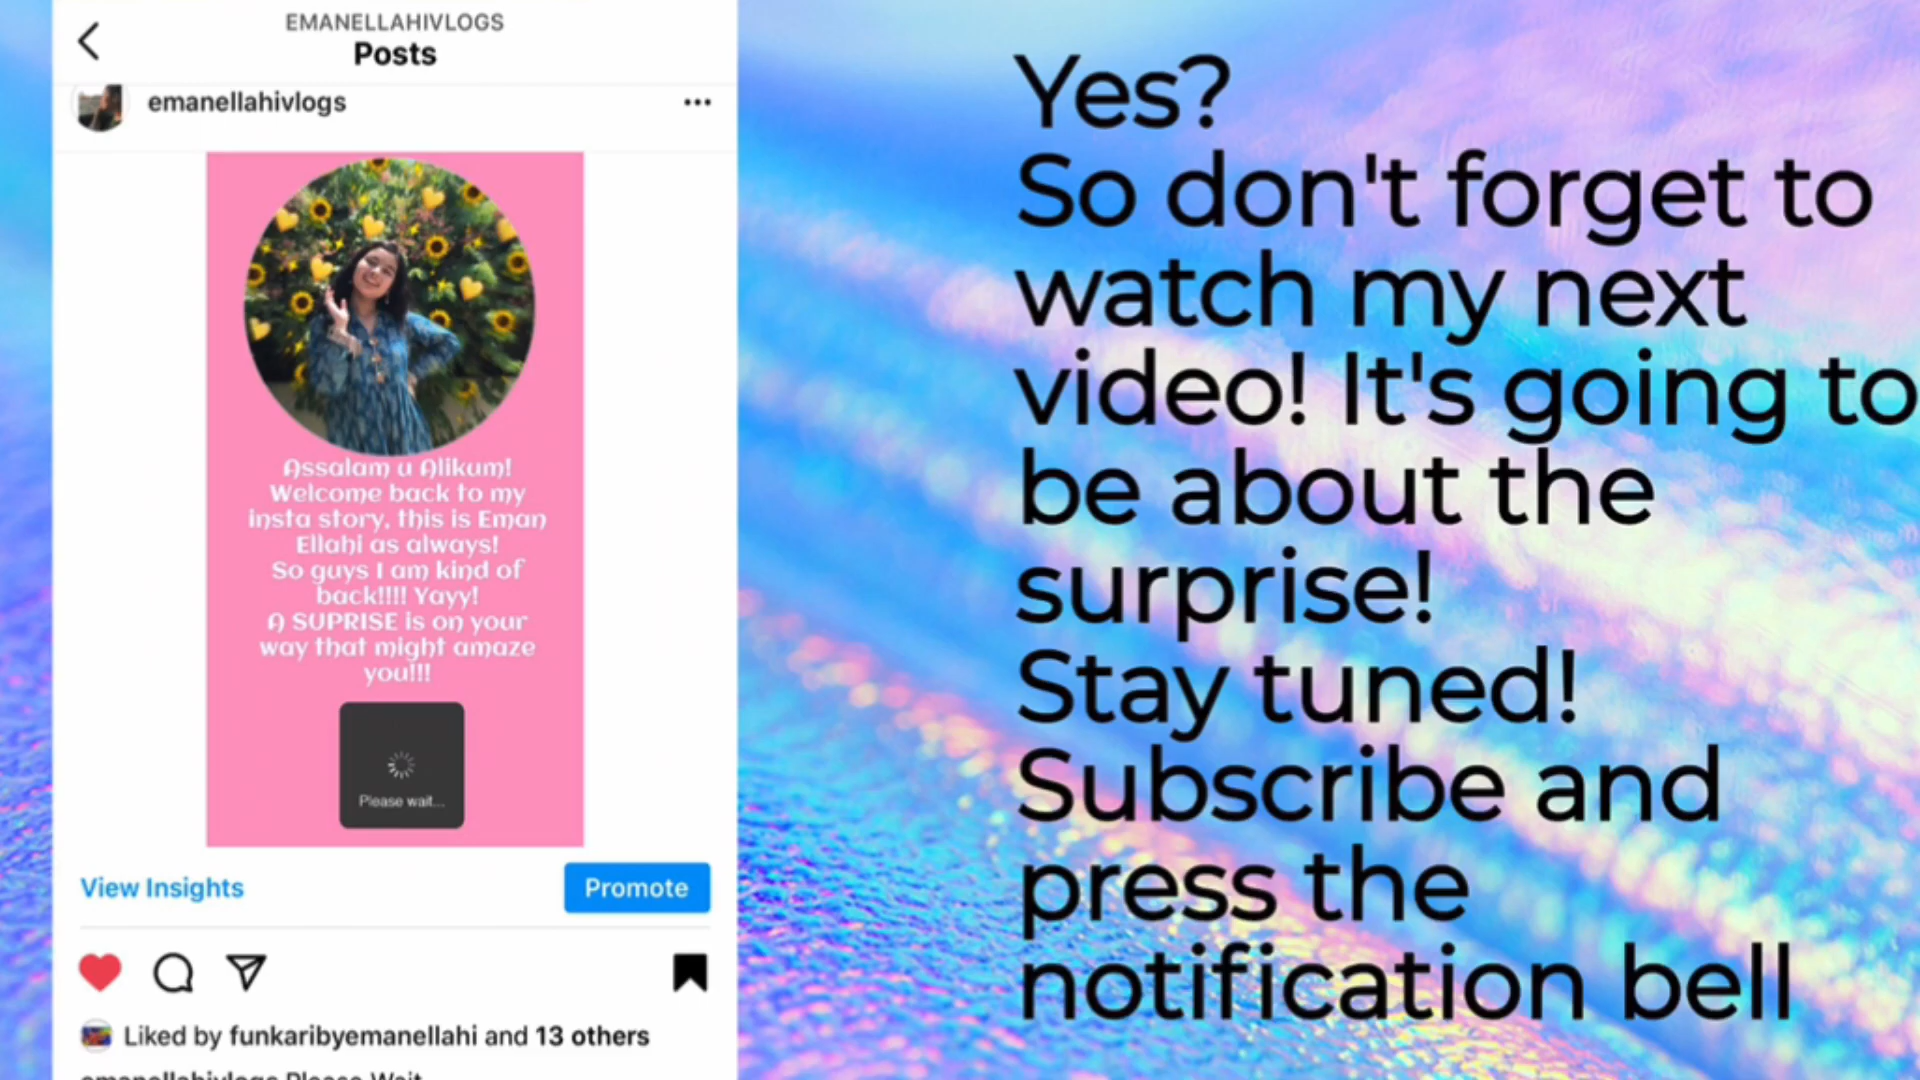 EMANELLAHIVLOGS
Posts
emanellahivlogs
Assalam u Alikum!
Welcome back to my
insta story, this is Eman
Ellahi as always!
So guys I am kind of
back!!!! Yayy!
A SUPRISE is on your
way that might amaze
you!!!
Please wait...
View Insights
Promote
Liked by funkaribyemanellahi and 13 others
emanellahivlogs Please Wait
Yes?
So don't forget to
watch my next
video! It's going to
be about the
surprise!
Stay tuned!
Subscribe and
press the
notification bell